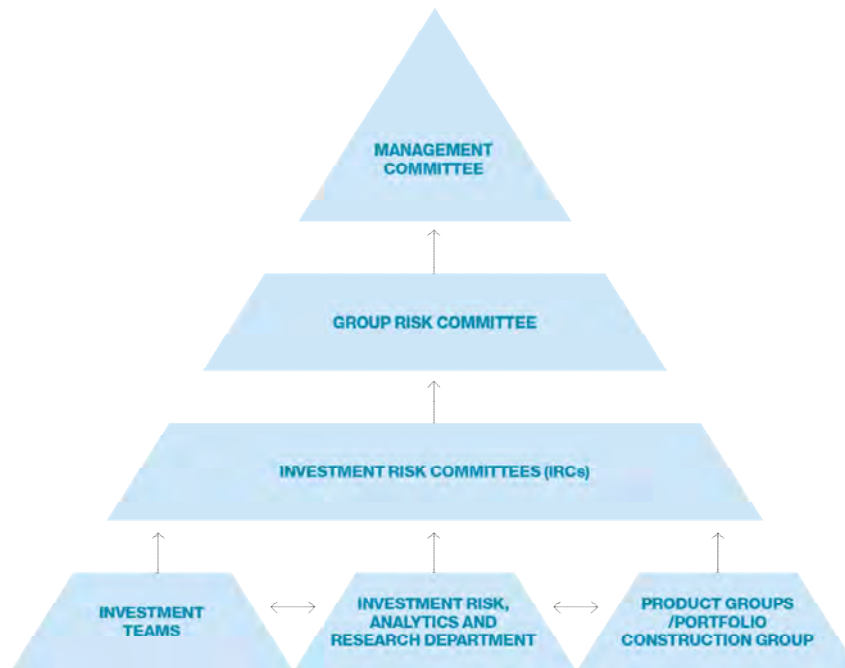 MANAGEMENT
COMMITTEE
GROUP RISK COMMITTEE
INVESTMENT RISK COMMITTEES (IRCs)
INVESTMENT
TEAMS
INVESTMENT RISK,
ANALYTICS AND
RESEARCH DEPARTMENT
PRODUCT GROUPS
/PORTFOLIO
CONSTRUCTION GROUP